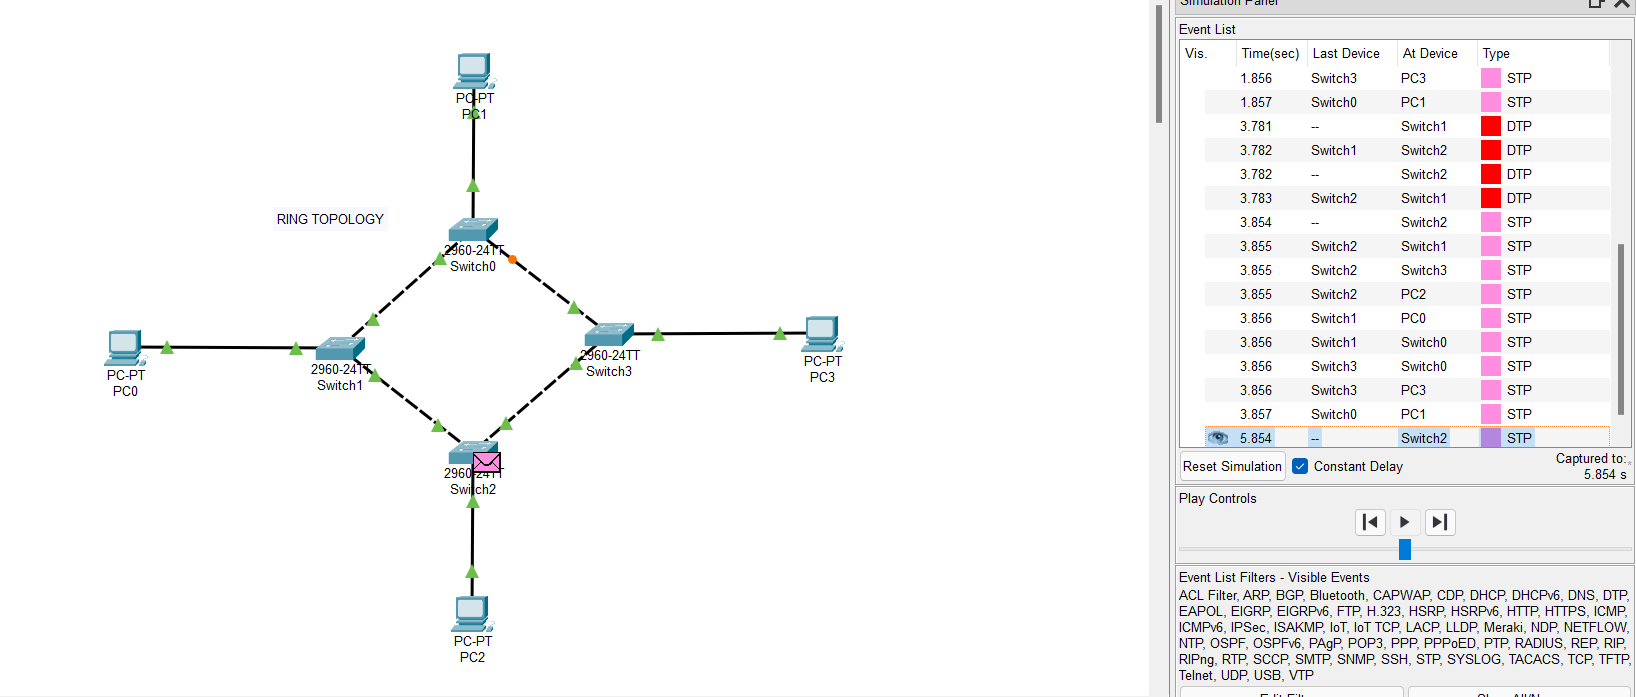 PC-PT
PC1
RING TOPOLOGY
2960-24TT
Switch0
PC-PT
PC0
2960-24TT
Switch1
2960-24TT
Switch3
PC-PT
PC3
2960-24TT
Switch2
PC-PT
PC2
Simulation Panel
Event List
Vis. Time(sec) Last Device At Device Type
1.856 Switch3 PC3 STP
1.857 Switch0 PC1 STP
3.781 -- Switch1 DTP
3.782 Switch1 Switch2 DTP
3.782 -- Switch2 DTP
3.783 Switch2 Switch1 DTP
3.854 -- Switch2 STP
3.855 Switch2 Switch1 STP
3.855 Switch2 Switch3 STP
3.855 Switch2 PC2 STP
3.856 Switch1 PC0 STP
3.856 Switch1 Switch0 STP
3.856 Switch3 Switch0 STP
3.856 Switch3 PC3 STP
3.857 Switch0 PC1 STP
5.854 -- Switch2 STP
Reset Simulation Constant Delay Captured to:
5.854 s
Play Controls
Event List Filters - Visible Events
ACL Filter, ARP, BGP, Bluetooth, CAPWAP, CDP, DHCP, DHCPv6, DNS, DTP,
EAPOL, EIGRP, EIGRPv6, FTP, H.323, HSRP, HSRPv6, HTTP, HTTPS, ICMP,
ICMPv6, IPSec, ISAKMP, IoT, IoT TCP, LACP, LLDP, Meraki, NDP, NETFLOW,
NTP, OSPF, OSPFv6, PAgP, POP3, PPP, PPPoED, PTP, RADIUS, REP, RIP,
RIPng, RTP, SCCP, SMTP, SNMP, SSH, STP, SYSLOG, TACACS, TCP, TFTP,
Telnet, UDP, USB, VTP